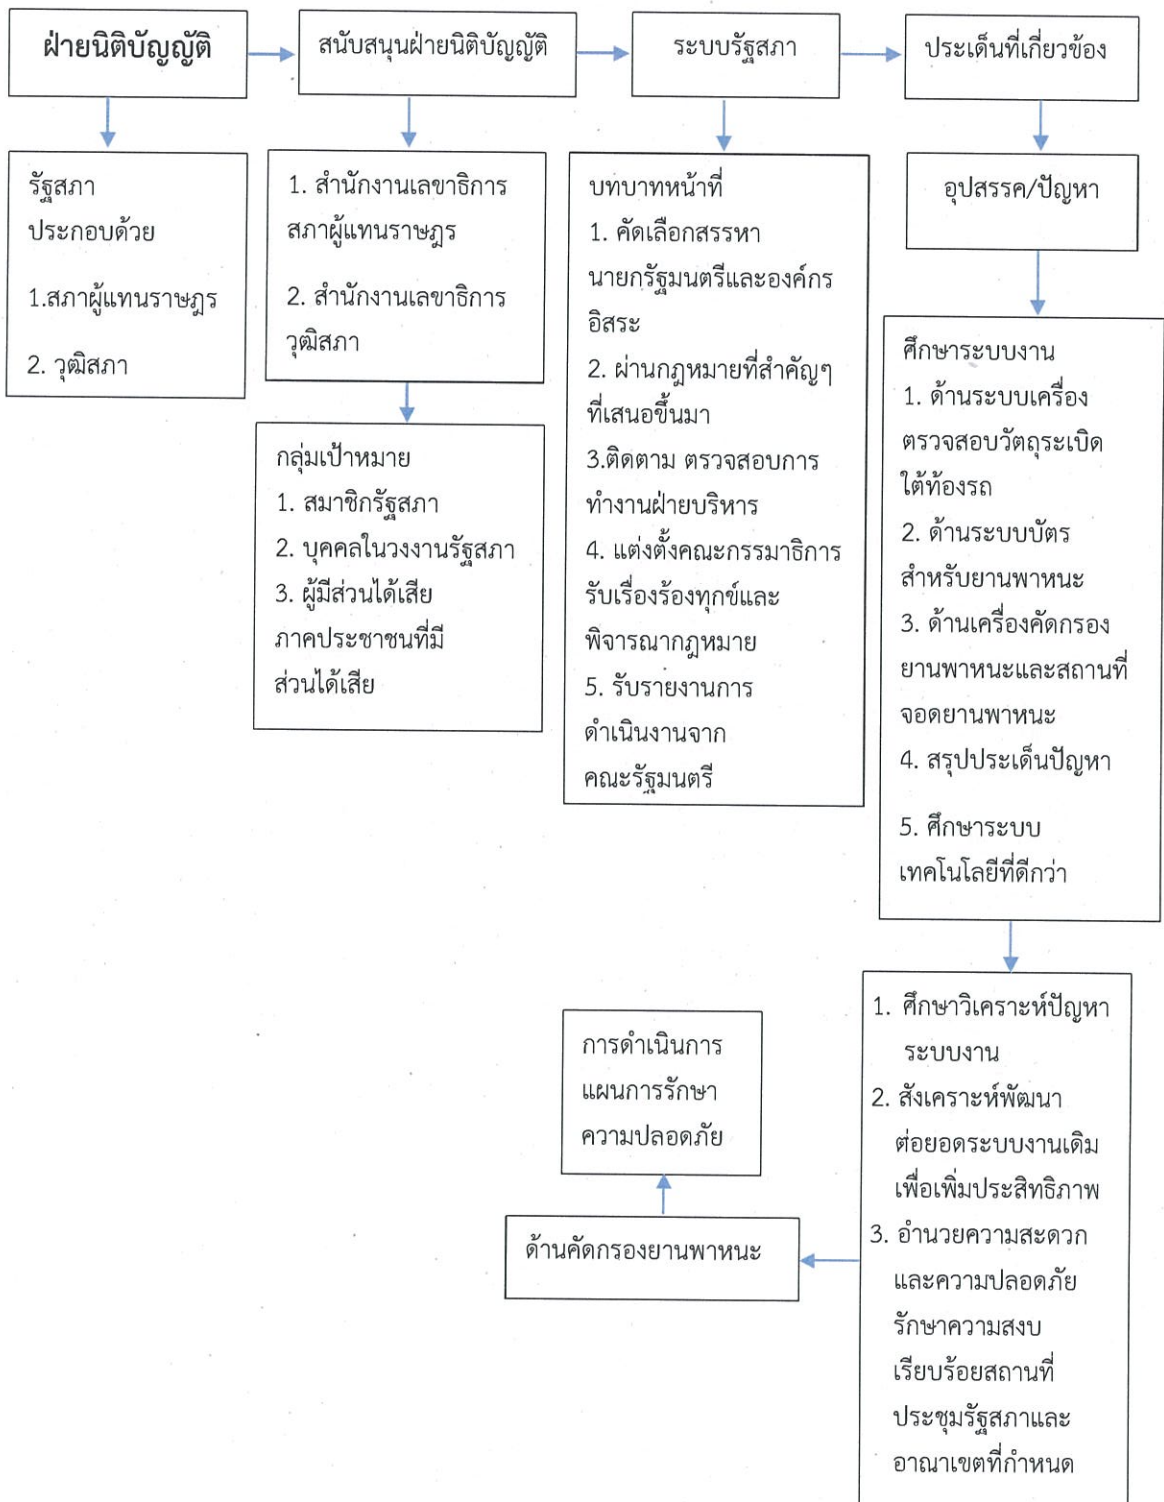 ฝ่ายนิติบัญญัติ
สนับสนุนฝ่ายนิติบัญญัติ
ระบบรัฐสภา
ประเด็นที่เกี่ยวข้อง
รัฐสภา
ประกอบด้วย
1.สภาผู้แทนราษฎร
2. วุฒิสภา
1. สำนักงานเลขาธิการ
สภาผู้แทนราษฎร
2. สำนักงานเลขาธิการ
วุฒิสภา
กลุ่มเป้าหมาย
1. สมาชิกรัฐสภา
2. บุคคลในวงงานรัฐสภา
3. ผู้มีส่วนได้เสีย
ภาคประชาชนที่มี
ส่วนได้เสีย
บทบาทหน้าที่
1. คัดเลือกสรรหา
นายกรัฐมนตรีและองค์กร
อิสระ
2. ผ่านกฎหมายที่สำคัญๆ
ที่เสนอขึ้นมา
3.ติดตาม ตรวจสอบการ
ทำงานฝ่ายบริหาร
4. แต่งตั้งคณะกรรมาธิการ
รับเรื่องร้องทุกข์และ
พิจารณากฎหมาย
5. รับรายงานการ
ดำเนินงานจาก
คณะรัฐมนตรี
อุปสรรค/ปัญหา
ศึกษาระบบงาน
1. ด้านระบบเครื่อง
ตรวจสอบวัตถุระเบิด
ใต้ท้องรถ
2. ด้านระบบบัตร
สำหรับยานพาหนะ
3. ด้านเครื่องคัดกรอง
ยานพาหนะและสถานที่
จอดยานพาหนะ
4. สรุปประเด็นปัญหา
5. ศึกษาระบบ
เทคโนโลยีที่ดีกว่า
1. ศึกษาวิเคราะห์ปัญหา
ระบบงาน
2. สังเคราะห์พัฒนา
ต่อยอดระบบงานเดิม
เพื่อเพิ่มประสิทธิภาพ
3. อำนวยความสะดวก
และความปลอดภัย
รักษาความสงบ
เรียบร้อยสถานที่
ประชุมรัฐสภาและ
อาณาเขตที่กำหนด
ด้านคัดกรองยานพาหนะ
การดำเนินการ
แผนการรักษา
ความปลอดภัย